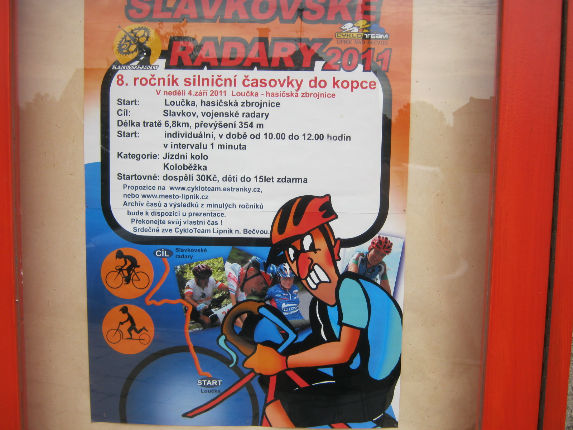 SLAVKOVSKÉ
RADARY 2011
CYKLOTEAM
8. ročník silniční časovky do kopce
V neděli 4.září 2011 Loučka - hasičská zbrojnice
Start: Loučka, hasičská zbrojnice
Cíl: Slavkov, vojenské radary
Délka tratě 6,8km, převýšení 354 m
Start: individuální, v době od 10.00 do 12.00 hodin
v intervalu 1 minuta
Kategorie: Jízdní kolo
Koloběžka
Startovné: dospělí 30Kč, děti do 15let zdarma
Propozice na www.cykloteam.estranky.cz,
nebo www.mesto-lipnik.cz
Archiv časů a výsledků z minulých ročníků
bude k dispozici u prezentace.
Překonejte svůj vlastní čas !
Srdečně zve CykloTeam Lipník n. Bečvou.
CÍL
Slavkovské
radary
START
Loučka